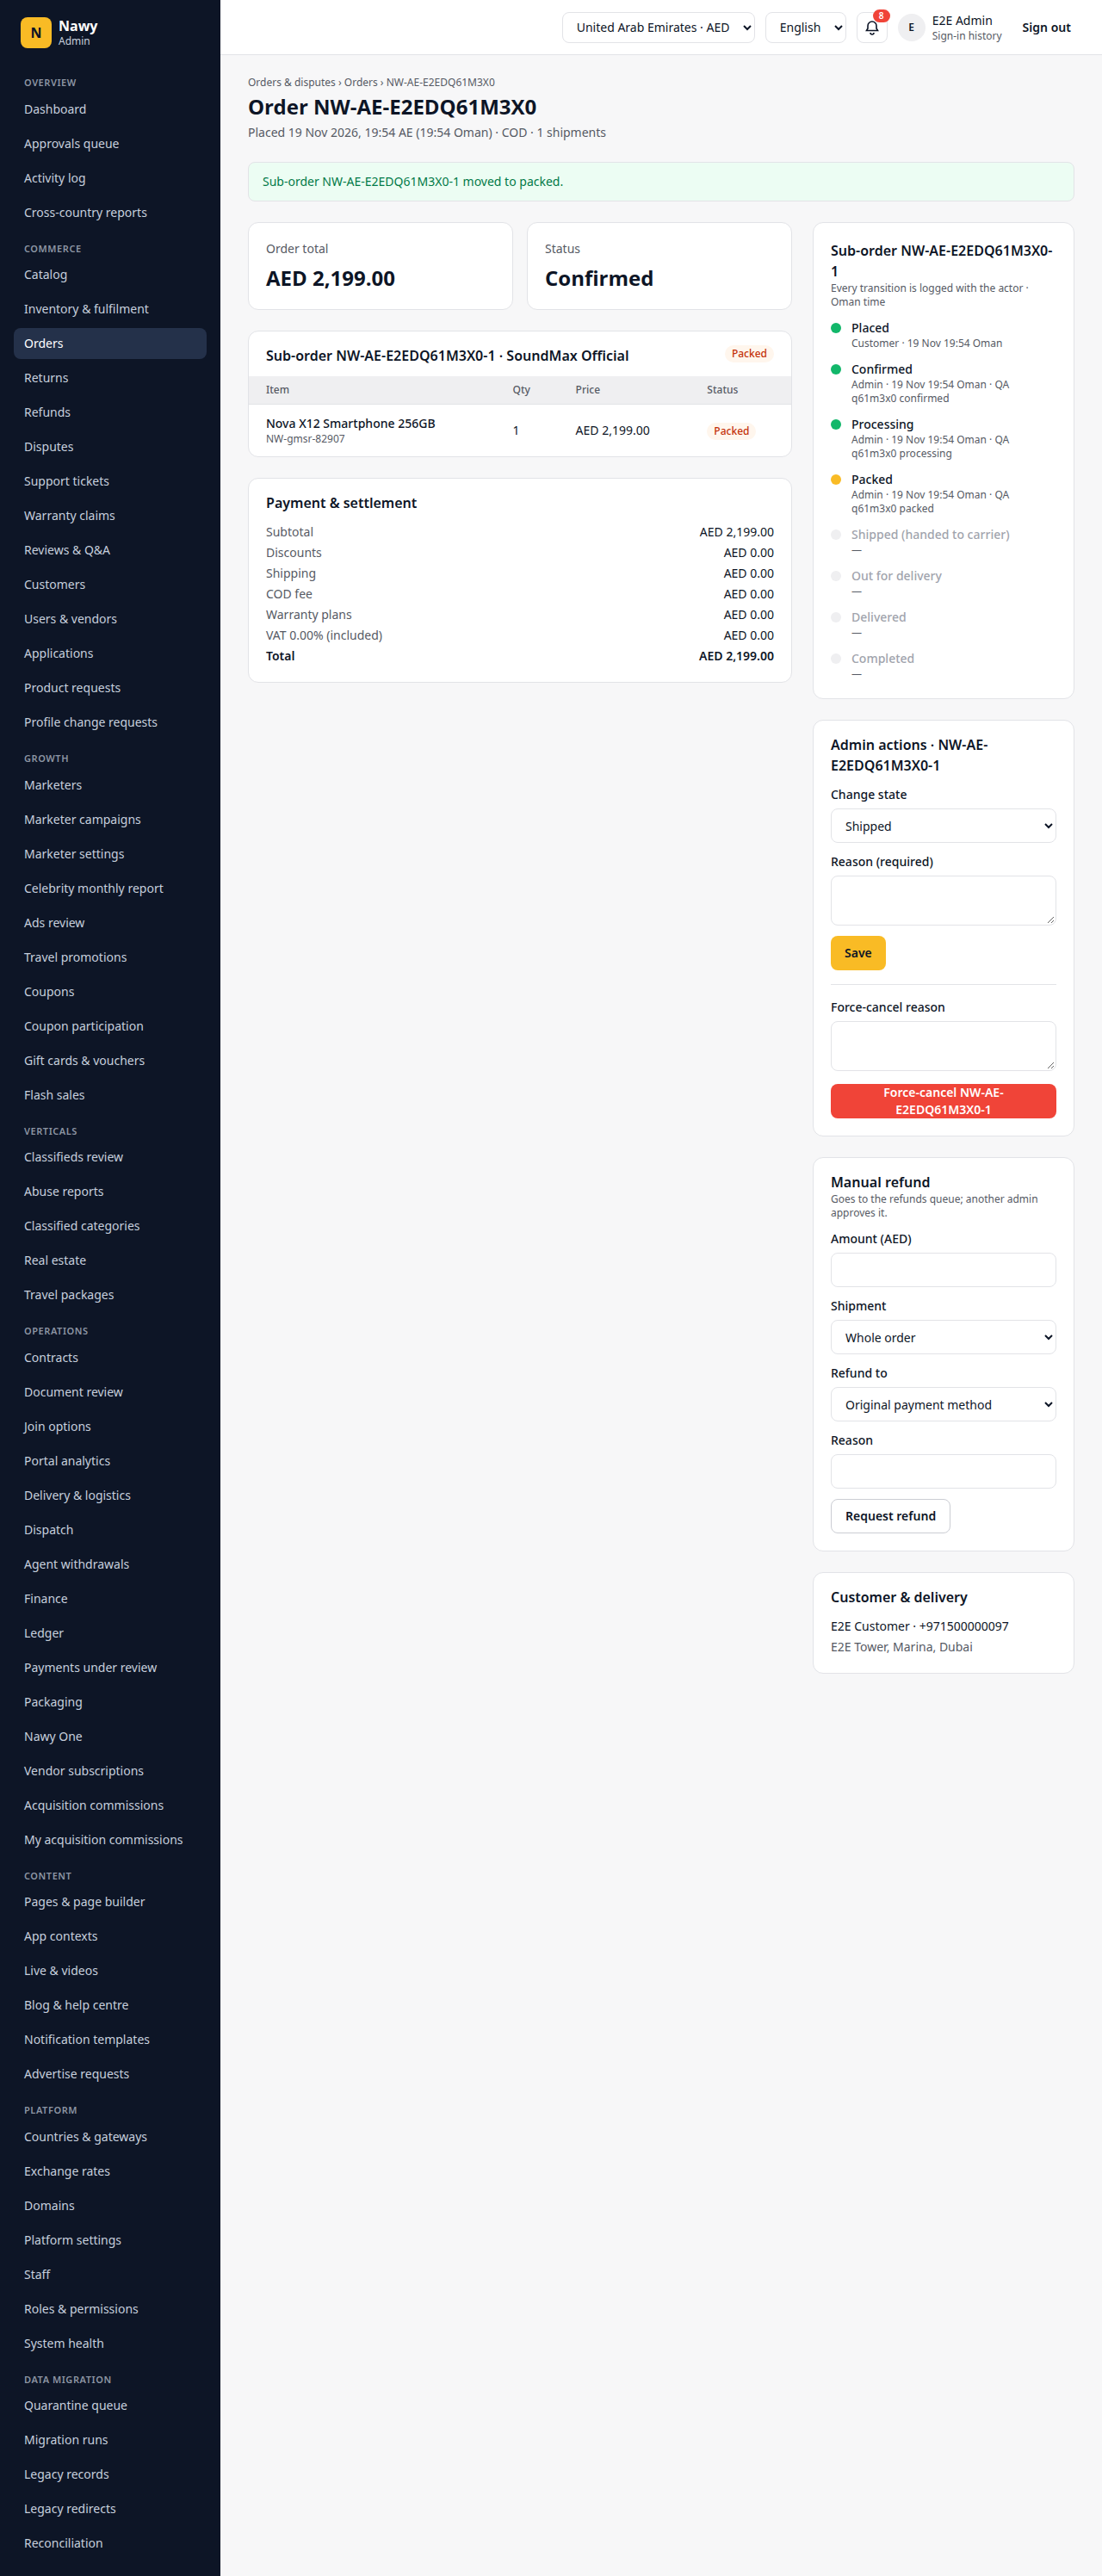 N
Nawy
Admin
OVERVIEW
Dashboard
Approvals queue
Activity log
Cross-country reports
COMMERCE
Catalog
Inventory & fulfilment
Orders
Returns
Refunds
Disputes
Support tickets
Warranty claims
Reviews & Q&A
Customers
Users & vendors
Applications
Product requests
Profile change requests
GROWTH
Marketers
Marketer campaigns
Marketer settings
Celebrity monthly report
Ads review
Travel promotions
Coupons
Coupon participation
Gift cards & vouchers
Flash sales
VERTICALS
Classifieds review
Abuse reports
Classified categories
Real estate
Travel packages
OPERATIONS
Contracts
Document review
Join options
Portal analytics
Delivery & logistics
Dispatch
Agent withdrawals
Finance
Ledger
Payments under review
Packaging
Nawy One
Vendor subscriptions
Acquisition commissions
My acquisition commissions
CONTENT
Pages & page builder
App contexts
Live & videos
Blog & help centre
Notification templates
Advertise requests
PLATFORM
Countries & gateways
Exchange rates
Domains
Platform settings
Staff
Roles & permissions
System health
DATA MIGRATION
Quarantine queue
Migration runs
Legacy records
Legacy redirects
Reconciliation
United Arab Emirates · AED
English
8
E
E2E Admin
Sign-in history
Sign out
Orders & disputes › Orders › NW-AE-E2EDQ61M3X0
Order NW-AE-E2EDQ61M3X0
Placed 19 Nov 2026, 19:54 AE (19:54 Oman) · COD · 1 shipments
Sub-order NW-AE-E2EDQ61M3X0-1 moved to packed.
Order total
AED 2,199.00
Status
Confirmed
Sub-order NW-AE-E2EDQ61M3X0-1 · SoundMax Official
Packed
Item Qty Price Status
Nova X12 Smartphone 256GB
NW-gmsr-82907
1 AED 2,199.00 Packed
Payment & settlement
Subtotal AED 2,199.00
Discounts AED 0.00
Shipping AED 0.00
COD fee AED 0.00
Warranty plans AED 0.00
VAT 0.00% (included) AED 0.00
Total AED 2,199.00
Sub-order NW-AE-E2EDQ61M3X0-
1
Every transition is logged with the actor ·
Oman time
Placed
Customer · 19 Nov 19:54 Oman
Confirmed
Admin · 19 Nov 19:54 Oman · QA
q61m3x0 confirmed
Processing
Admin · 19 Nov 19:54 Oman · QA
q61m3x0 processing
Packed
Admin · 19 Nov 19:54 Oman · QA
q61m3x0 packed
Shipped (handed to carrier)
—
Out for delivery
—
Delivered
—
Completed
—
Admin actions · NW-AE-
E2EDQ61M3X0-1
Change state
Shipped
Reason (required)
Save
Force-cancel reason
Force-cancel NW-AE-
E2EDQ61M3X0-1
Manual refund
Goes to the refunds queue; another admin
approves it.
Amount (AED)
Shipment
Whole order
Refund to
Original payment method
Reason
Request refund
Customer & delivery
E2E Customer · +971500000097
E2E Tower, Marina, Dubai